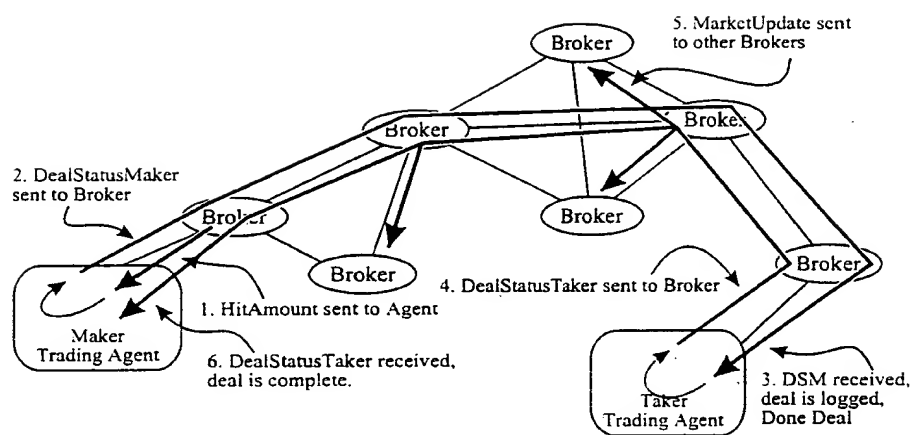 5. MarketUpdate sent
to other Brokers
Broker
Broker
Broker
2. DealStatusMaker
sent to Broker
Broker
Broker
Broker
Broker
4. DealStatusTaker sent to Broker
1. HitAmount sent to Agent
Maker
Trading Agent
6. DealStatusTaker received,
deal is complete.
3. DSM received,
deal is logged,
Done Deal
Taker
Trading Agent